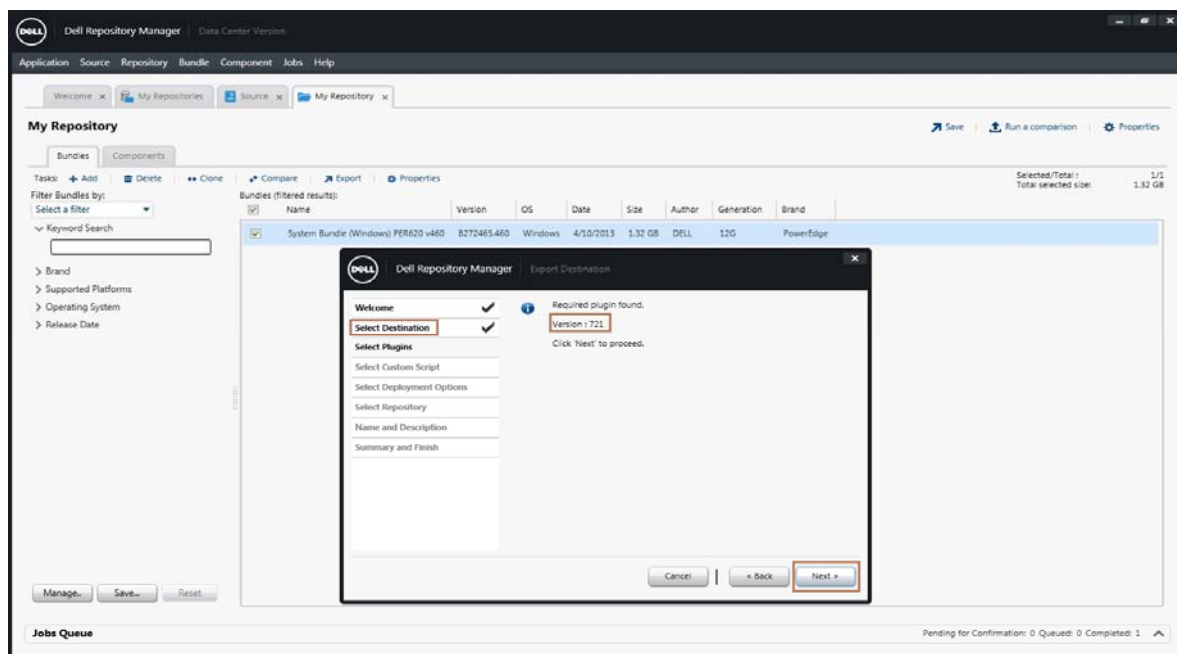 DELL Dell Repository Manager Data Center Version
Application Source Repository Bundle Component Jobs Help
Welcome x My Repositories Source x My Repository x
My Repository
Save Run a comparison Properties
Bundles Components
Tasks: + Add Delete Clone Compare Export Properties
Selected/Total : 1/1
Total selected size: 1.32 GB
Filter Bundles by:
Select a filter
Keyword Search
> Brand
> Supported Platforms
> Operating System
> Release Date
Bundles (filtered results):
Name Version OS Date Size Author Generation Brand
System Bundle (Windows) PER620 v460 B272465.460 Windows 4/10/2013 1.32 GB DELL 12G PowerEdge
DELL Dell Repository Manager Export Destination
Welcome
Select Destination
Select Plugins
Select Custom Script
Select Deployment Options
Select Repository
Name and Description
Summary and Finish
Required plugin found.
Version : 721
Click 'Next' to proceed.
Cancel < Back Next >
Manage.. Save... Reset
Jobs Queue
Pending for Confirmation: 0 Queued: 0 Completed: 1